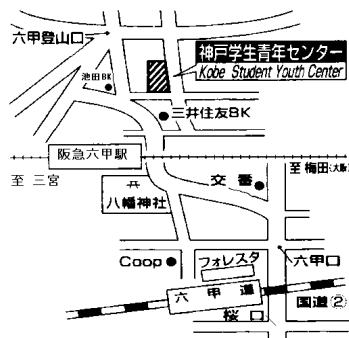 六甲登山口
神戸学生青年センター
Kobe Student Youth Center
池田BK
三井住友BK
阪急六甲駅
至 三宮
至 梅田(大阪)
交番
八幡神社
Coop
フォレスタ
六甲口
六甲道
国道②
桜口